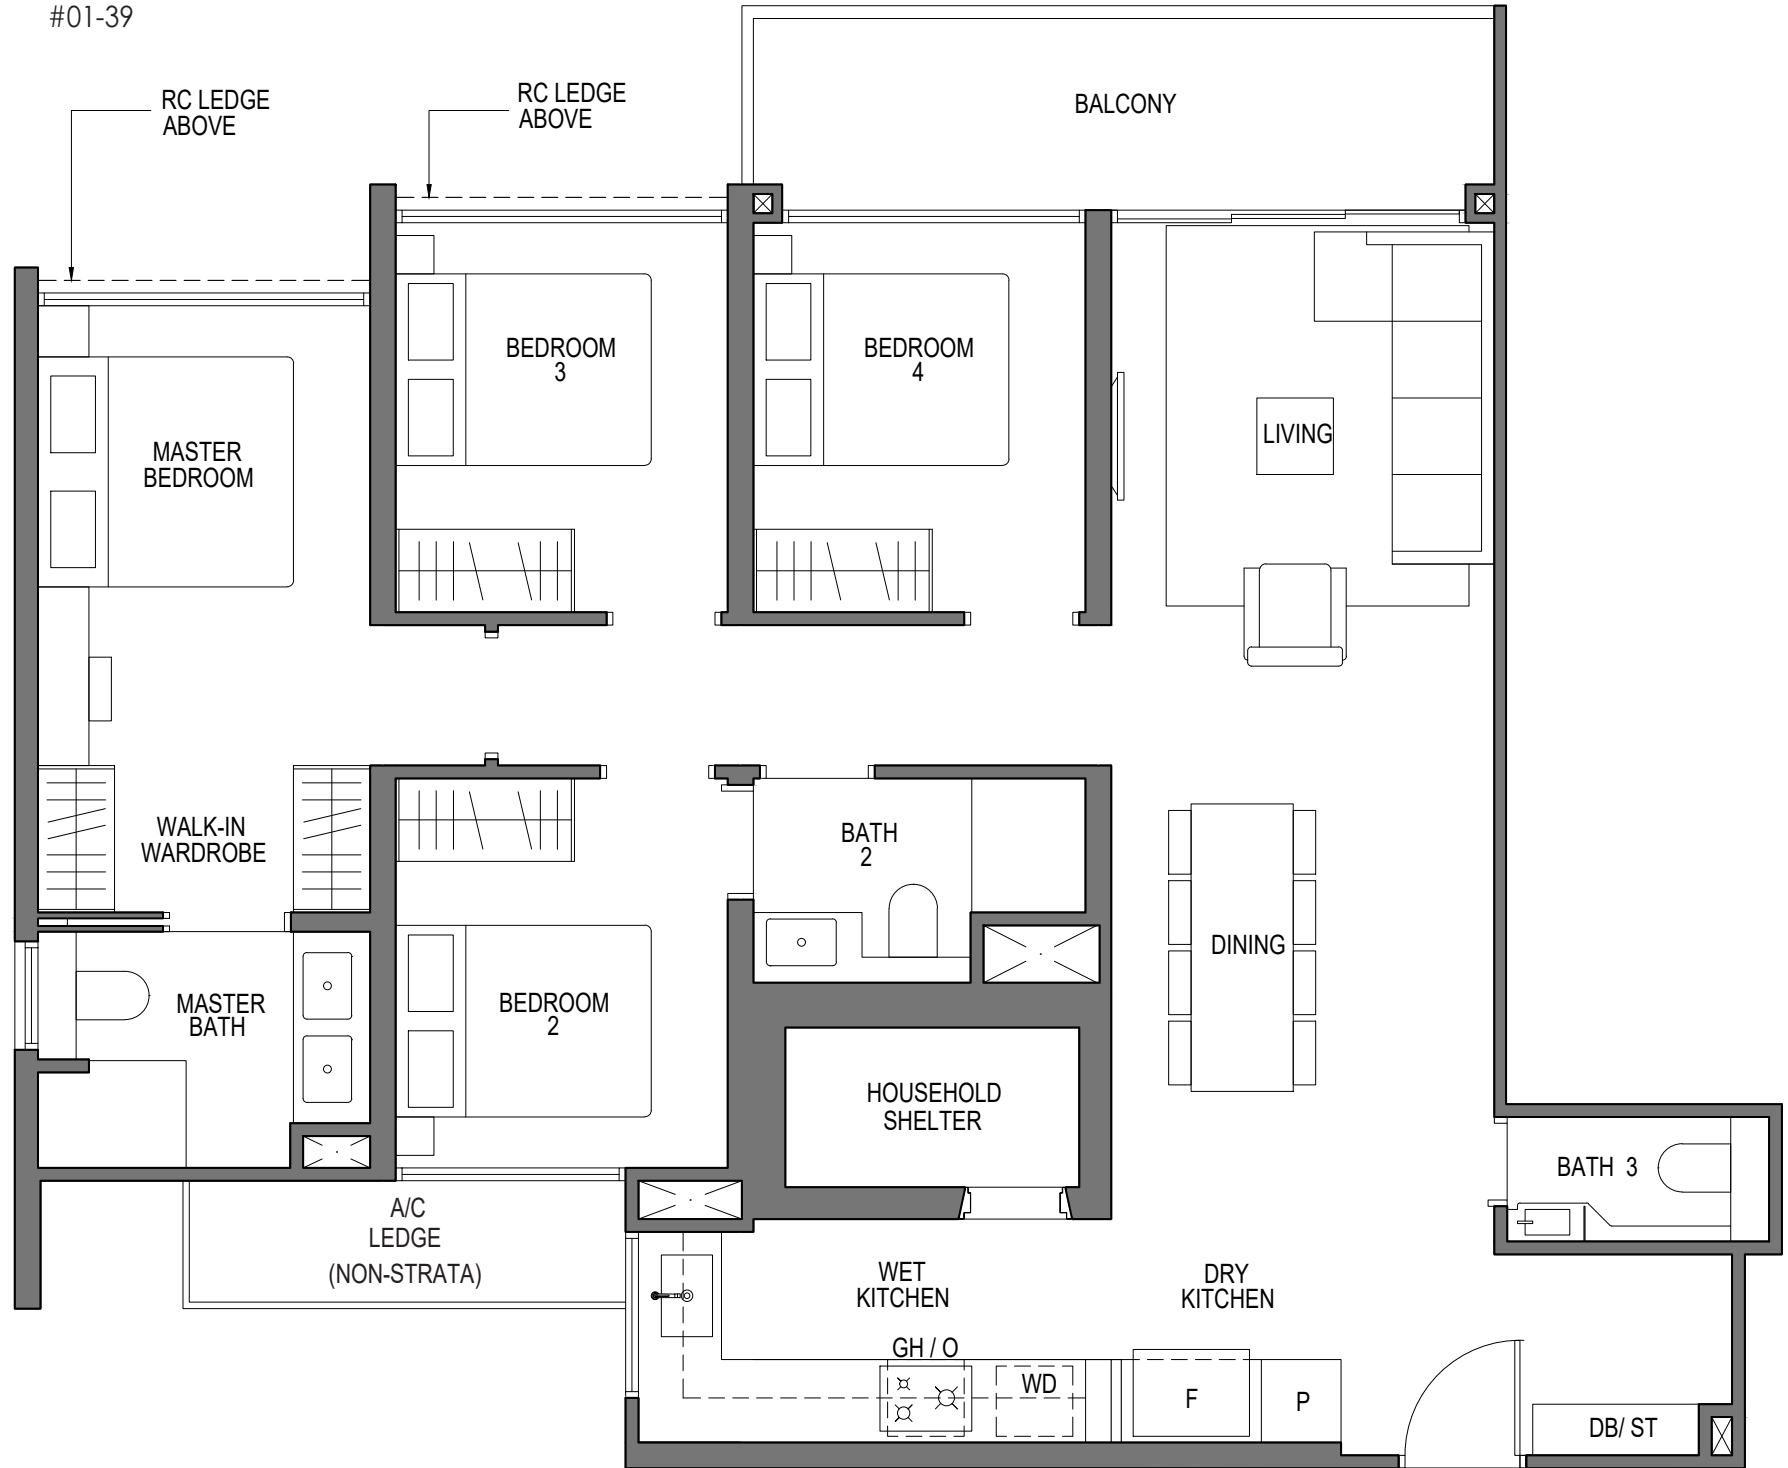 #01-39
RC LEDGE
ABOVE
RC LEDGE
ABOVE
BALCONY
BEDROOM
3
BEDROOM
4
LIVING
MASTER
BEDROOM
WALK-IN
WARDROBE
BATH
2
DINING
MASTER
BATH
BEDROOM
2
HOUSEHOLD
SHELTER
BATH 3
A/C
LEDGE
(NON-STRATA)
WET
KITCHEN
DRY
KITCHEN
GH / O
WD
F
P
DB/ ST